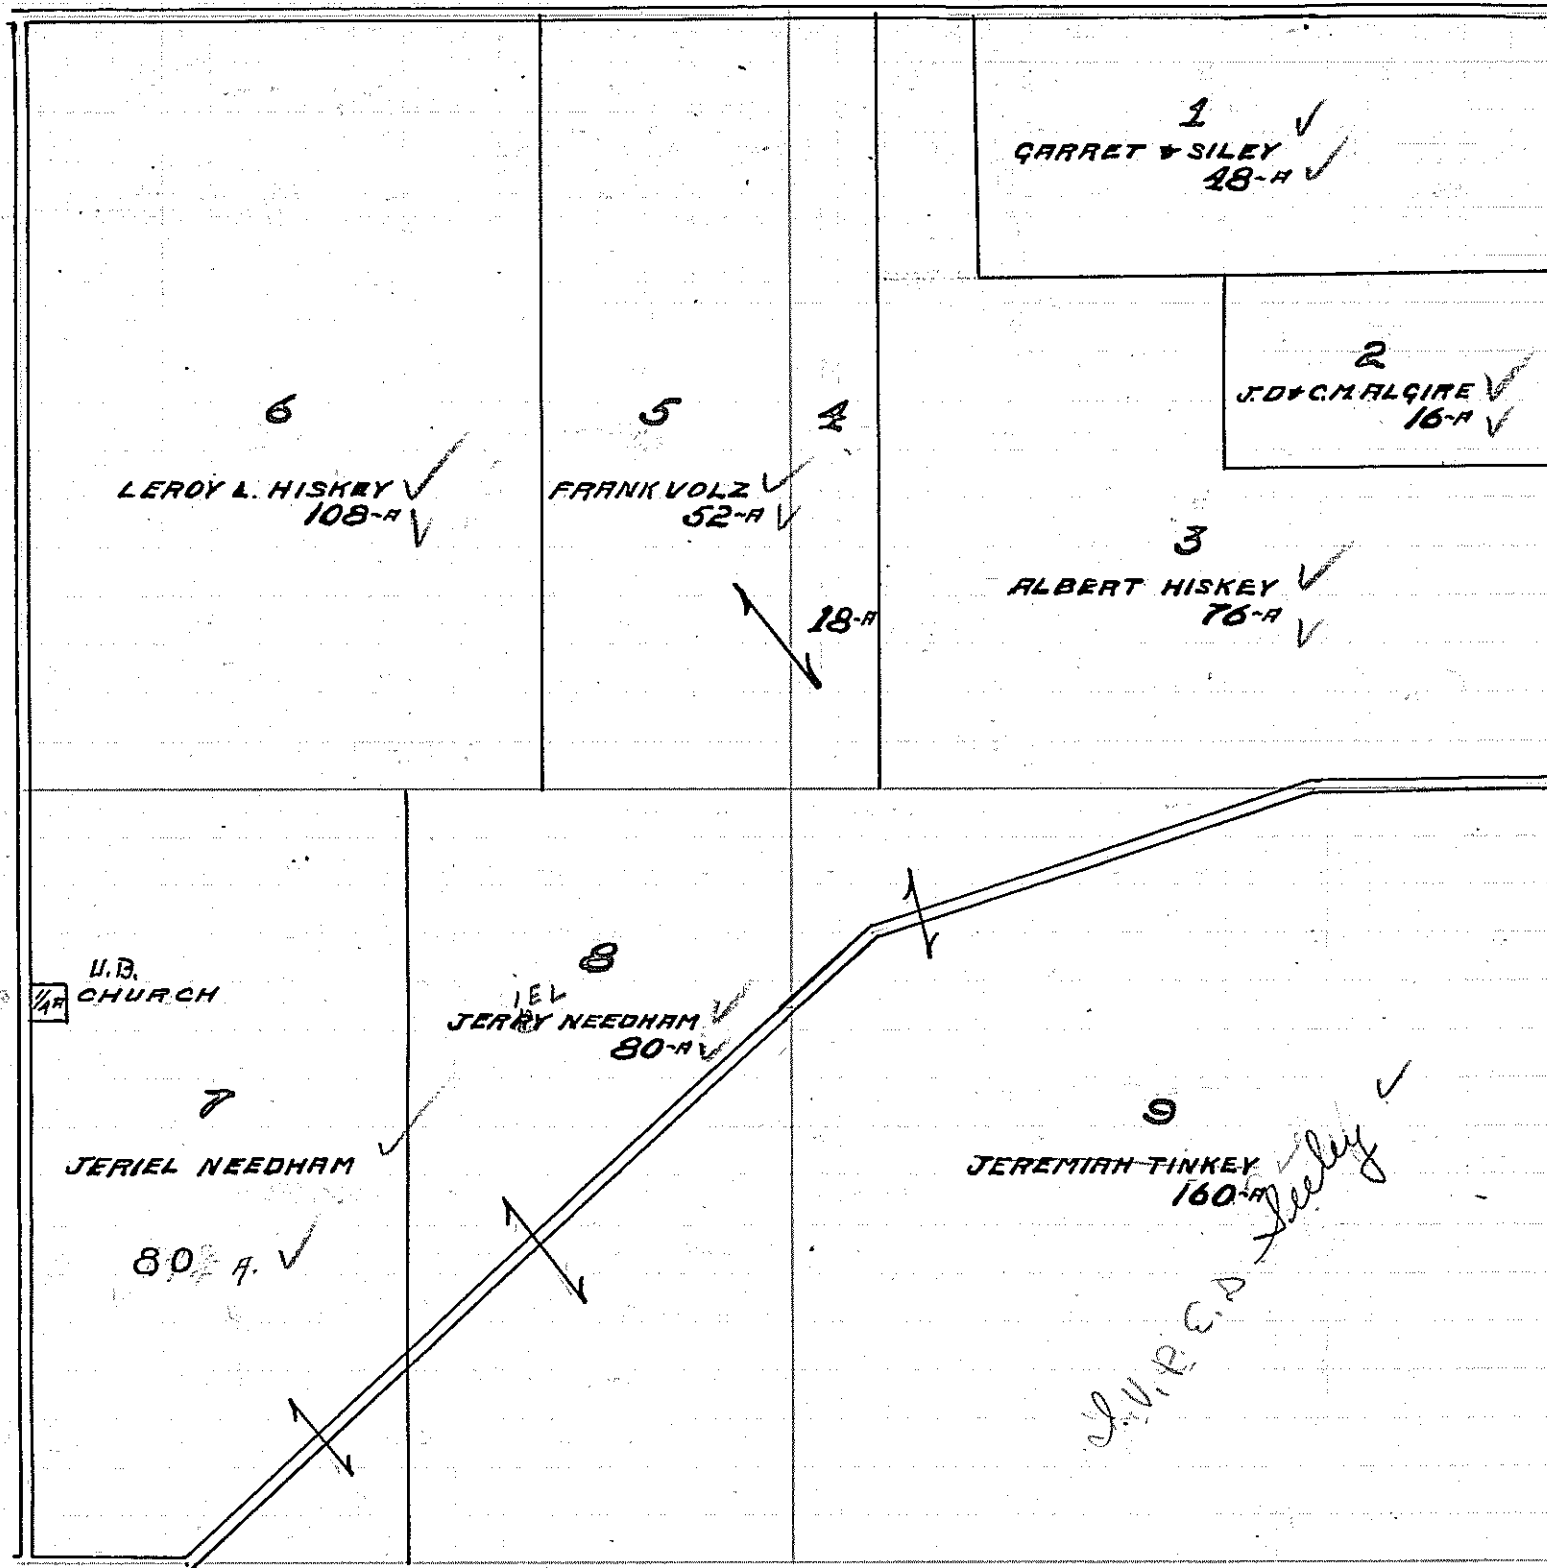 1
GARRET & SILEY
48-A
2
J.D & C.M. ALGIRE
16-A
6
LEROY L. HISKEY
108-A
5
FRANK VOLZ
52-A
4
18-A
3
ALBERT HISKEY
76-A
U.B.
CHURCH
1/4A
8
IEL
JERRY NEEDHAM
80-A
7
JERIEL NEEDHAM
80 A.
9
JEREMIAH TINKEY
160-A
E.D. Seeley